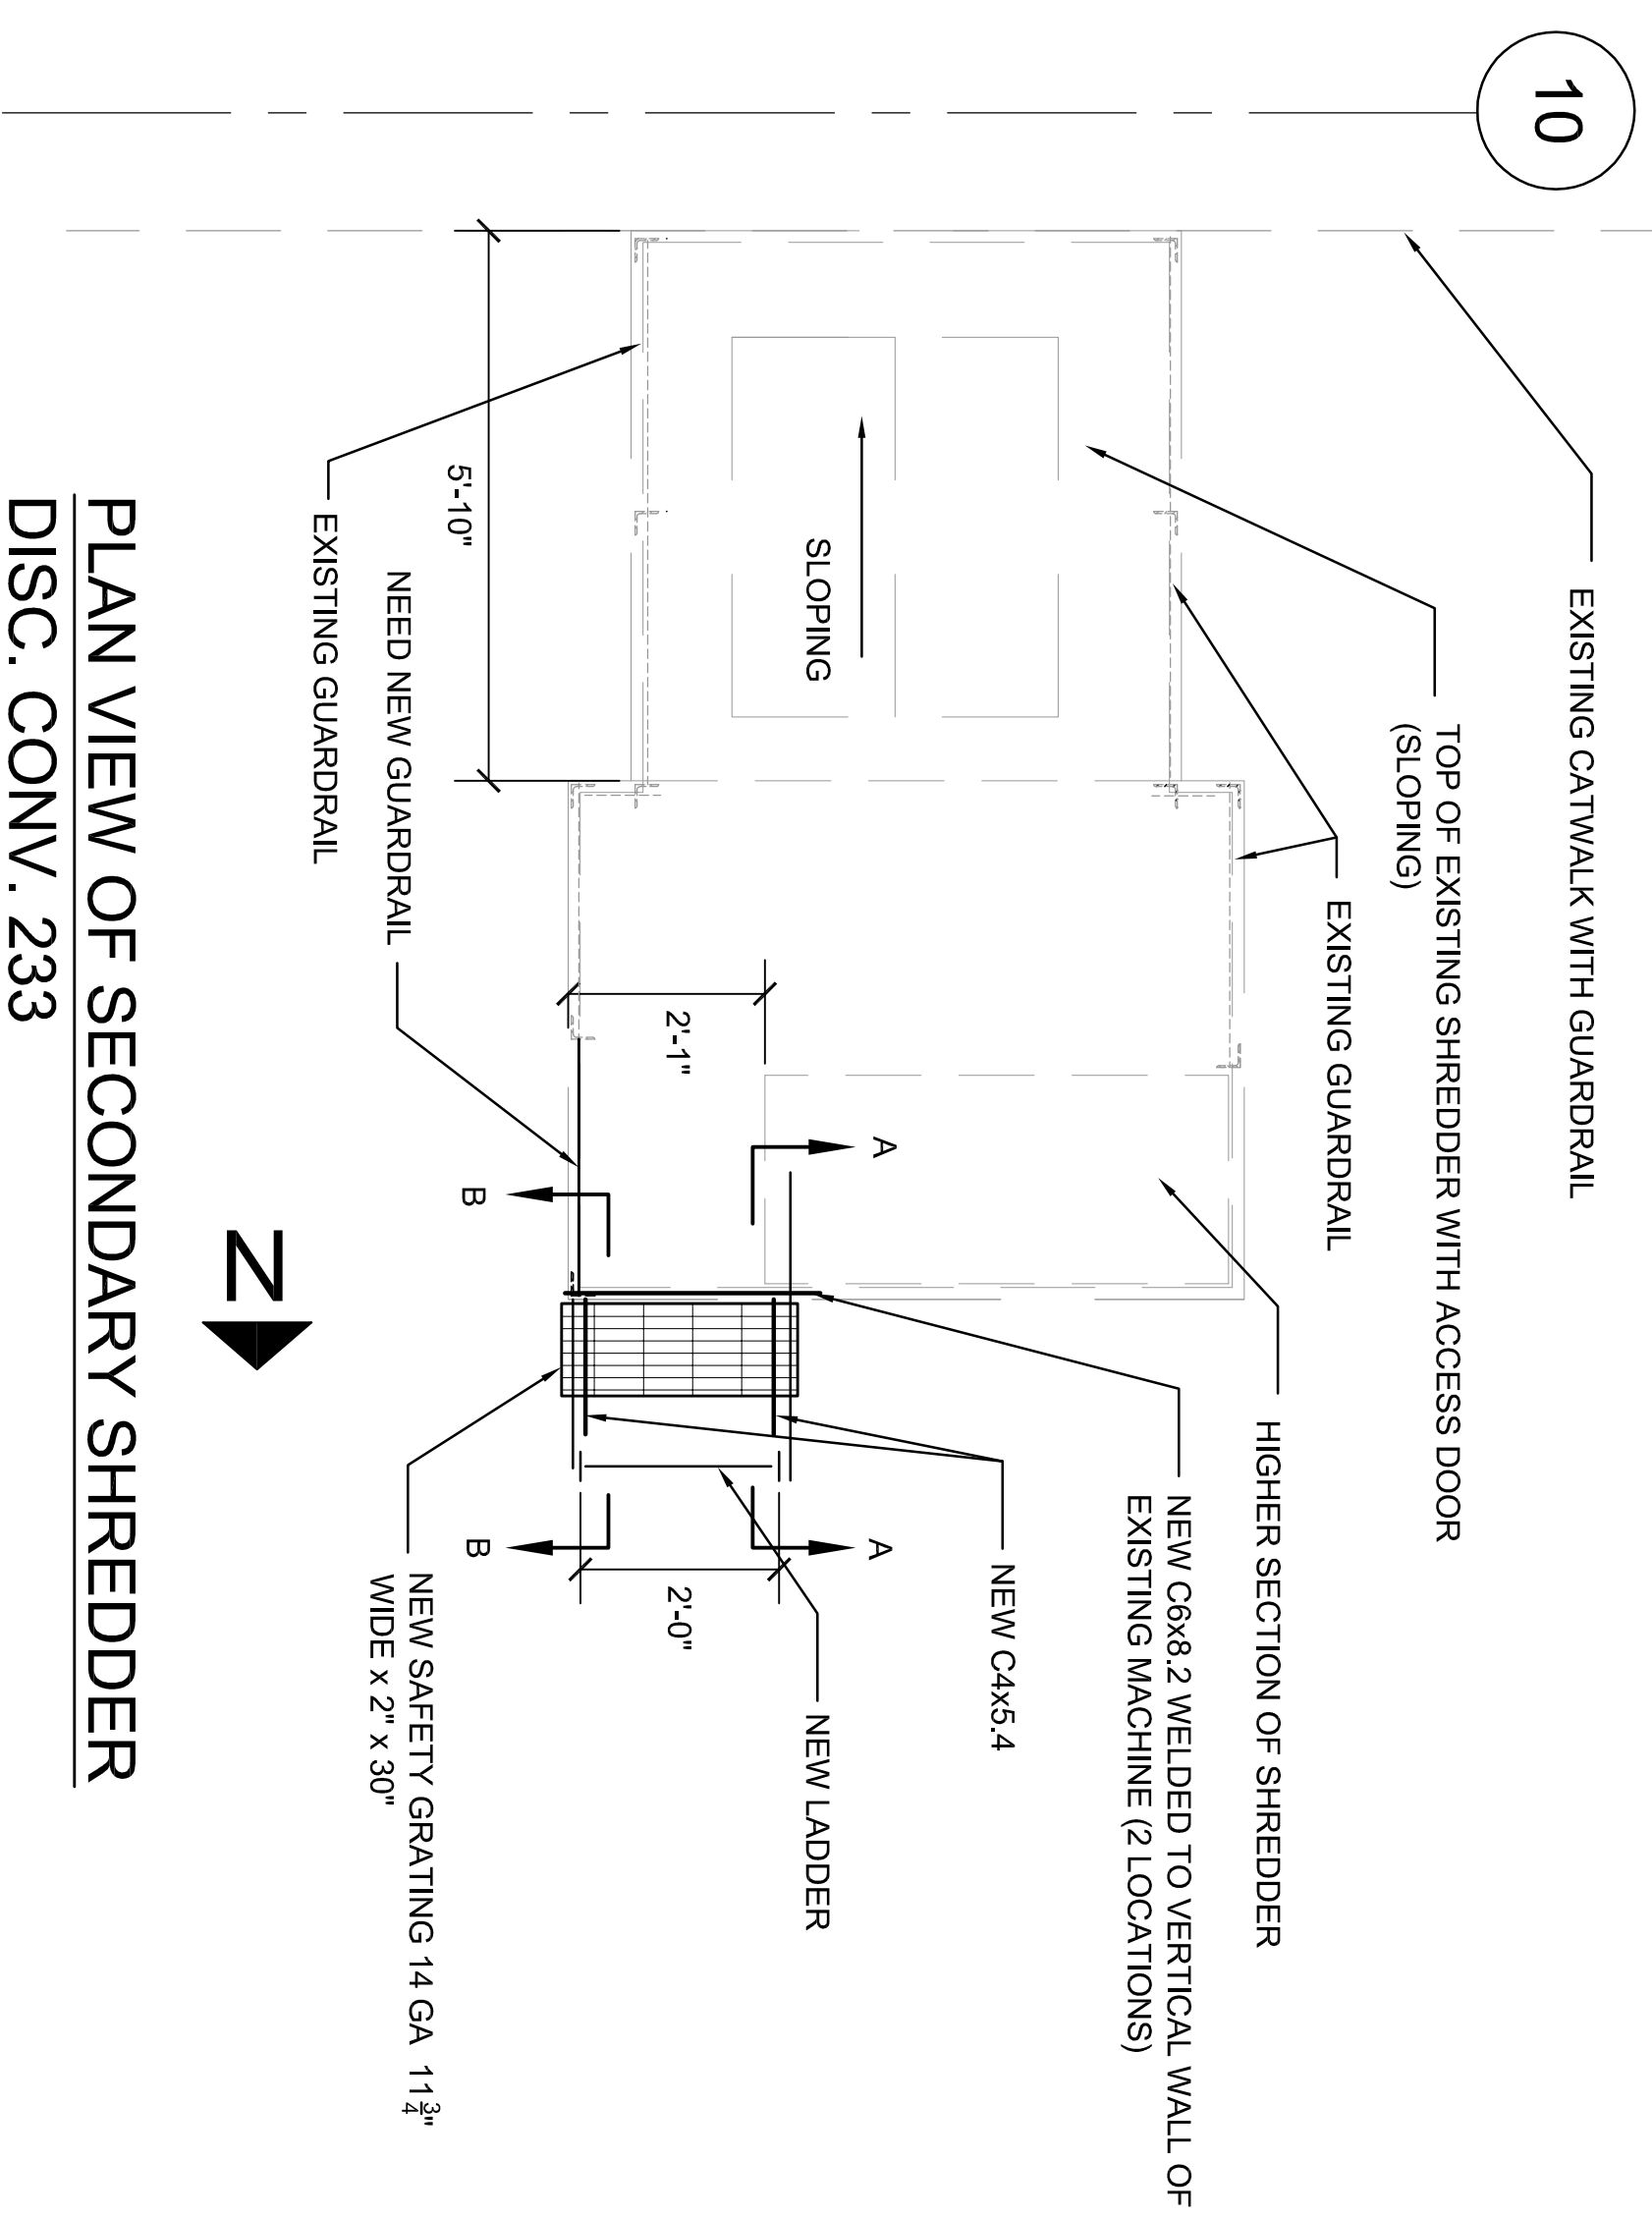 10
EXISTING CATWALK WITH GUARDRAIL
TOP OF EXISTING SHREDDER WITH ACCESS DOOR
(SLOPING)
EXISTING GUARDRAIL
HIGHER SECTION OF SHREDDER
NEW C6x8.2 WELDED TO VERTICAL WALL OF
EXISTING MACHINE (2 LOCATIONS)
NEW C4x5.4
A
A
SLOPING
NEW LADDER
2'-1"
2'-0"
B
B
5'-10"
NEED NEW GUARDRAIL
NEW SAFETY GRATING 14 GA 11 3/4"
WIDE x 2" x 30"
EXISTING GUARDRAIL
N
PLAN VIEW OF SECONDARY SHREDDER
DISC. CONV. 233